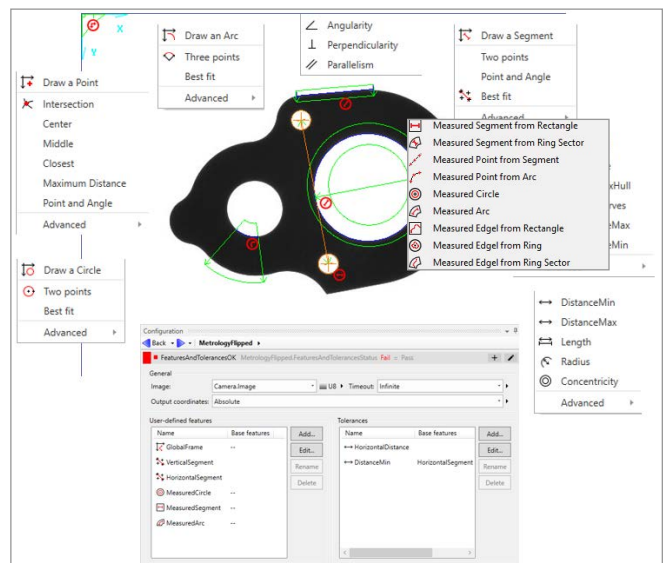 x
Y
Draw an Arc
Three points
Best fit
Advanced
Angularity
Perpendicularity
Parallelism
Draw a Segment
Two points
Point and Angle
Best fit
Advanced
Draw a Point
Intersection
Center
Middle
Closest
Maximum Distance
Point and Angle
Advanced
Measured Segment from Rectangle
Measured Segment from Ring Sector
Measured Point from Segment
Measured Point from Arc
Measured Circle
Measured Arc
Measured Edgel from Rectangle
Measured Edgel from Ring
Measured Edgel from Ring Sector
xHull
rves
eMax
eMin
Draw a Circle
Two points
Best fit
Advanced
DistanceMin
DistanceMax
Length
Radius
Concentricity
Advanced
Configuration
Back MetrologyFlipped
FeaturesAndTolerancesOK MetrologyFlipped.FeaturesAndTolerancesStatus Fail = Pass
General
Image: Camera.Image U8 Timeout: Infinite
Output coordinates: Absolute
User-defined features
Name Base features
GlobalFrame --
VerticalSegment
HorizontalSegment
MeasuredCircle --
MeasuredSegment --
MeasuredArc --
Add...
Edit...
Rename
Delete
Tolerances
Name Base features
HorizontalDistance
DistanceMin HorizontalSegment
Add...
Edit...
Rename
Delete